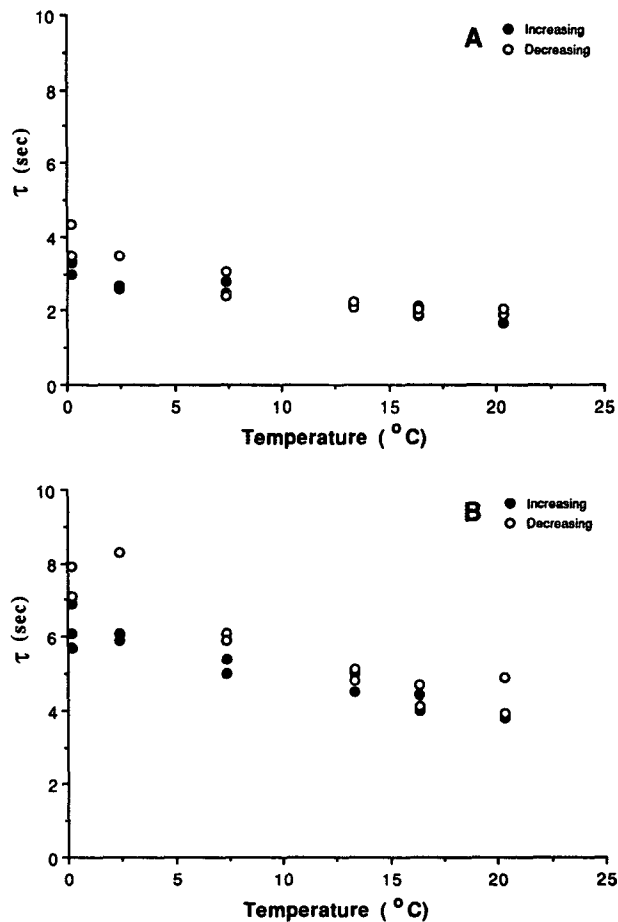 10
8
6
4
2
0
τ (sec)
A
Increasing
Decreasing
0 5 10 15 20 25
Temperature ( °C)
10
8
6
4
2
0
τ (sec)
B
Increasing
Decreasing
0 5 10 15 20 25
Temperature ( °C)